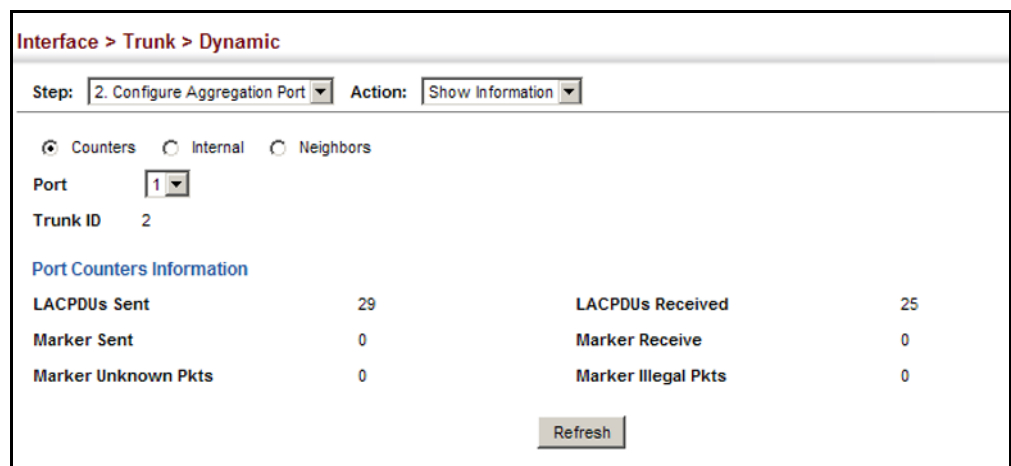 Interface > Trunk > Dynamic
Step: 2. Configure Aggregation Port Action: Show Information
Counters Internal Neighbors
Port 1
Trunk ID 2
Port Counters Information
LACPDUs Sent 29 LACPDUs Received 25
Marker Sent 0 Marker Receive 0
Marker Unknown Pkts 0 Marker Illegal Pkts 0
Refresh